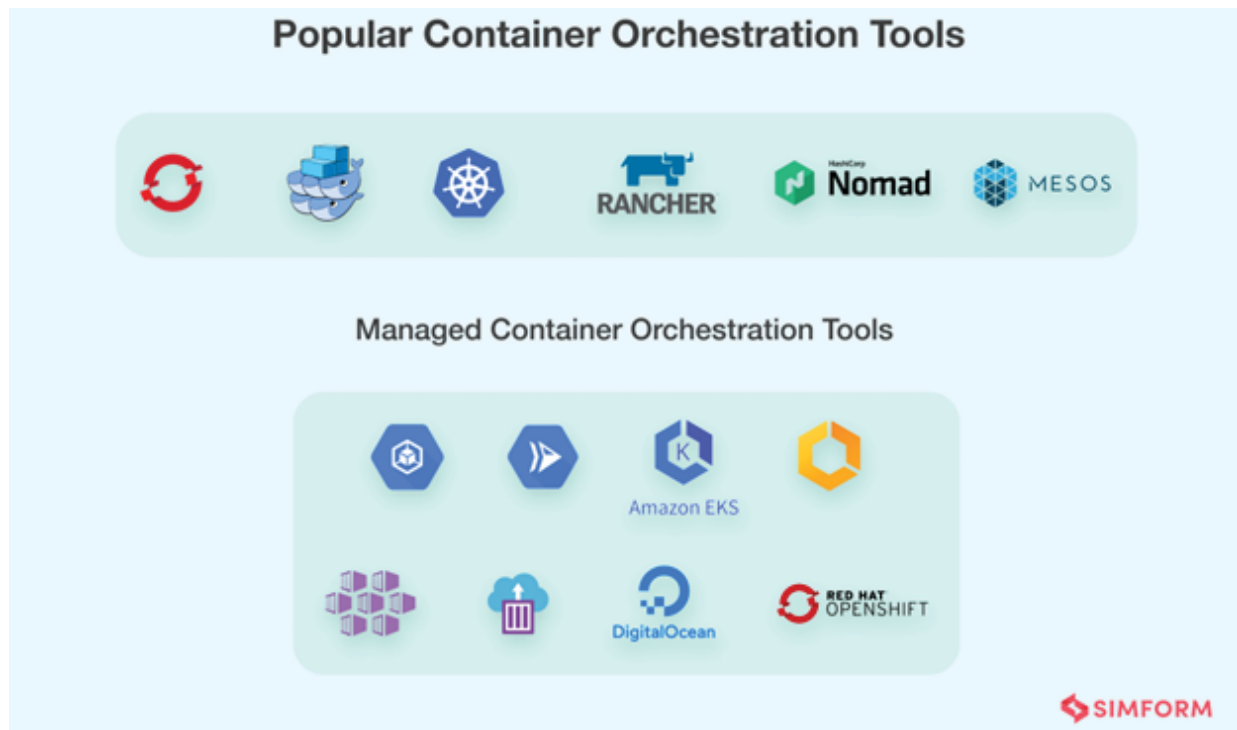 Popular Container Orchestration Tools
RANCHER
HashiCorp
Nomad
MESOS
Managed Container Orchestration Tools
K
Amazon EKS
DigitalOcean
RED HAT
OPENSHIFT
SIMFORM